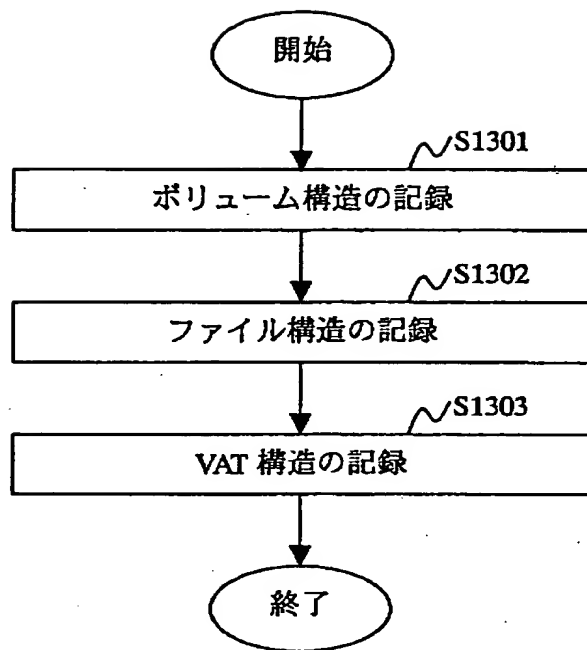 開始
S1301
ボリューム構造の記録
S1302
ファイル構造の記録
S1303
VAT 構造の記録
終了